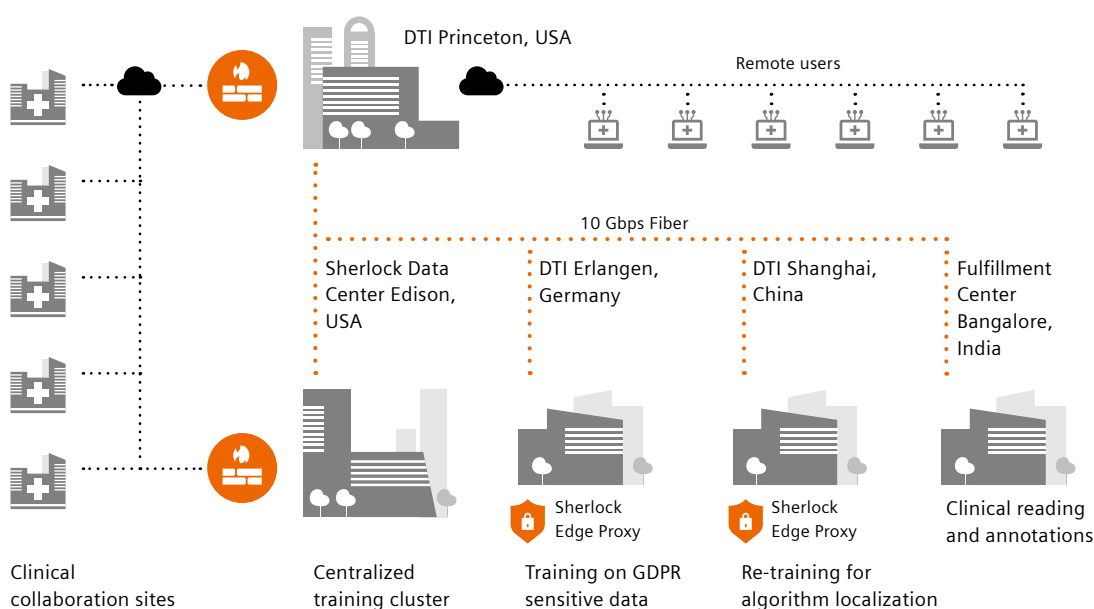 DTI Princeton, USA
Remote users
10 Gbps Fiber
Sherlock Data
Center Edison,
USA
DTI Erlangen,
Germany
DTI Shanghai,
China
Fulfillment
Center
Bangalore,
India
Sherlock
Edge Proxy
Sherlock
Edge Proxy
Clinical reading
and annotations
Clinical
collaboration sites
Centralized
training cluster
Training on GDPR
sensitive data
Re-training for
algorithm localization